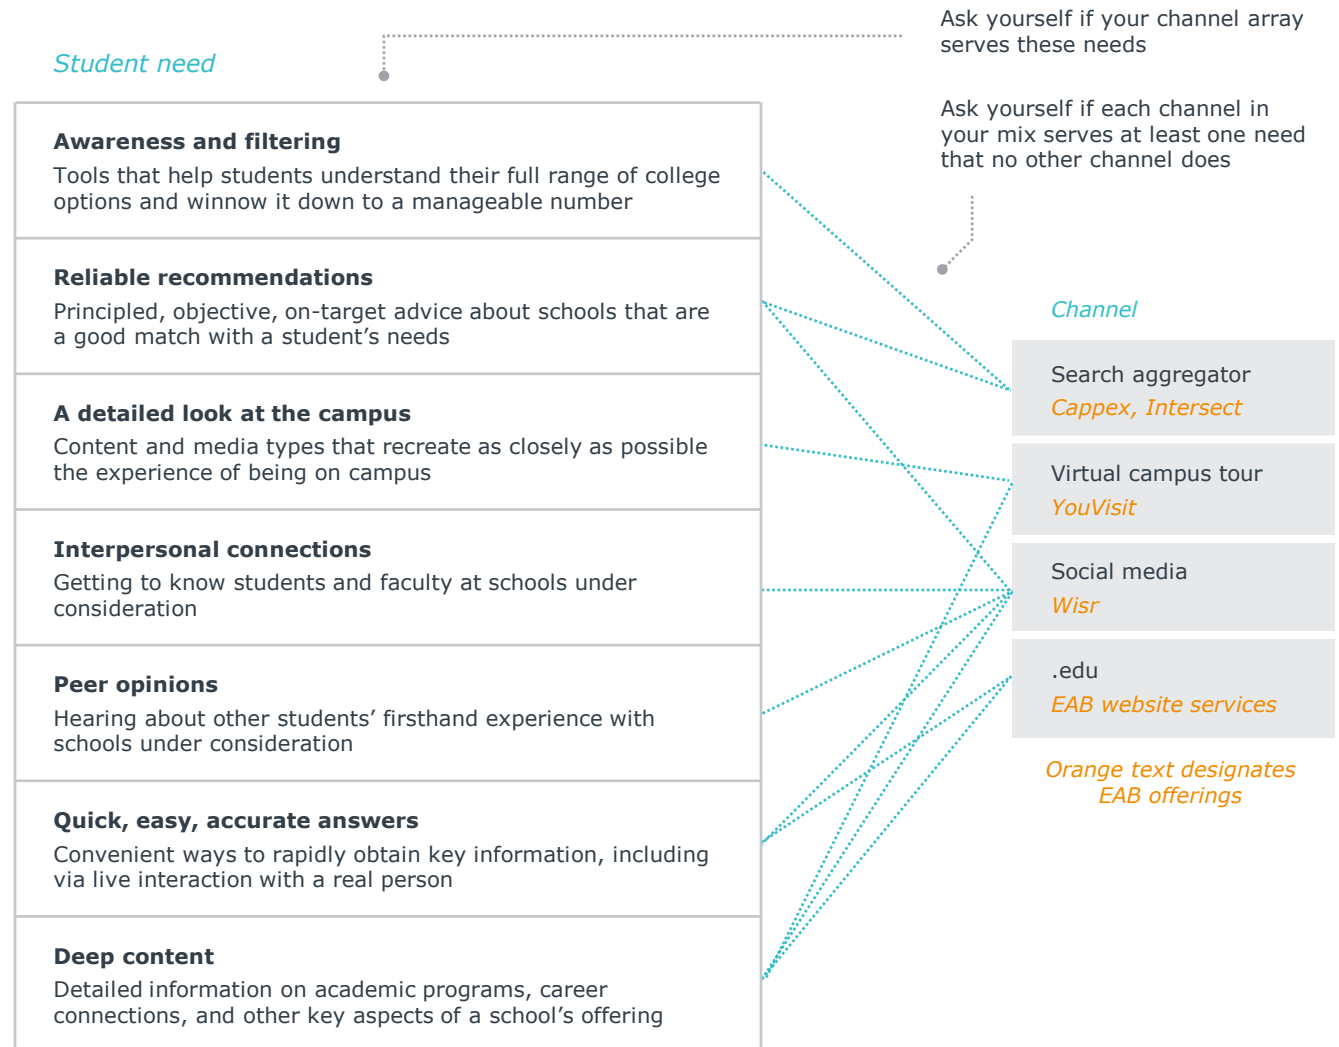 Ask yourself if your channel array
serves these needs
Student need
Ask yourself if each channel in
your mix serves at least one need
that no other channel does
Awareness and filtering
Tools that help students understand their full range of college
options and winnow it down to a manageable number
Reliable recommendations
Principled, objective, on-target advice about schools that are
a good match with a student’s needs
A detailed look at the campus
Content and media types that recreate as closely as possible
the experience of being on campus
Interpersonal connections
Getting to know students and faculty at schools under
consideration
Peer opinions
Hearing about other students’ firsthand experience with
schools under consideration
Quick, easy, accurate answers
Convenient ways to rapidly obtain key information, including
via live interaction with a real person
Deep content
Detailed information on academic programs, career
connections, and other key aspects of a school’s offering
Channel
Search aggregator
Cappex, Intersect
Virtual campus tour
YouVisit
Social media
Wisr
.edu
EAB website services
Orange text designates
EAB offerings